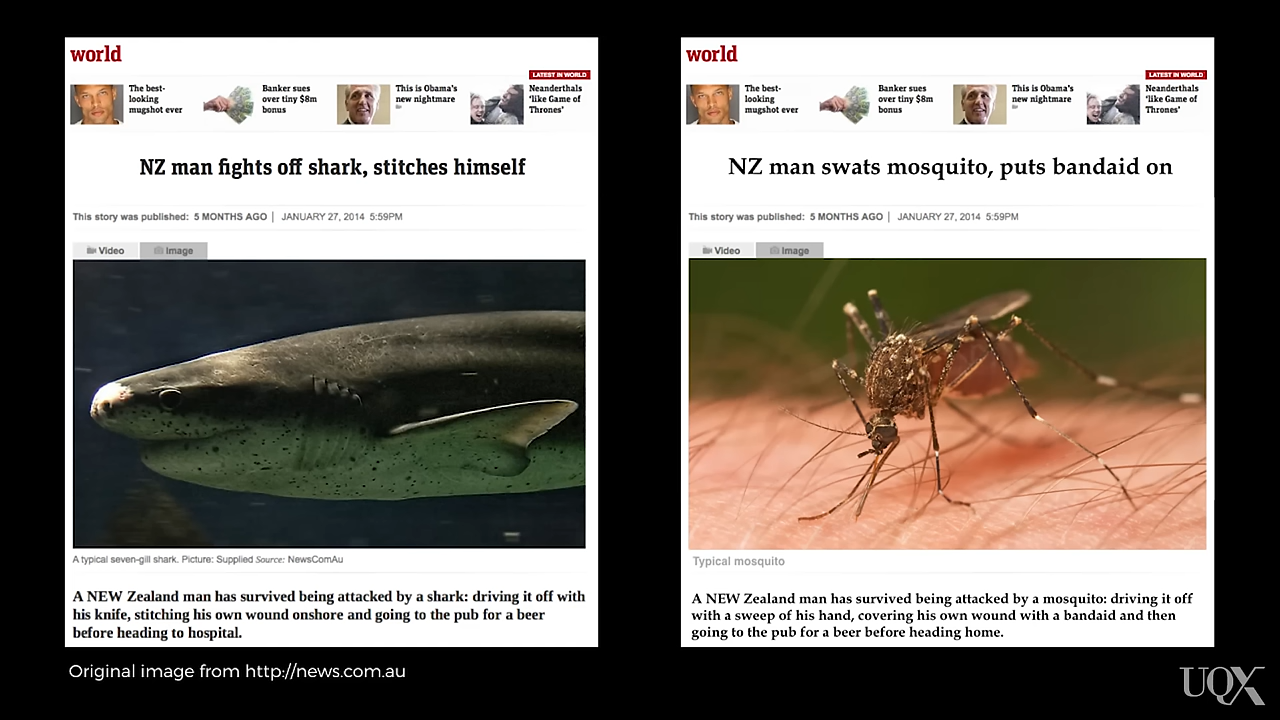 world
LATEST IN WORLD
The best-
looking
mugshot ever
Banker sues
over tiny $8m
bonus
This is Obama's
new nightmare
Neanderthals
'like Game of
Thrones'
NZ man fights off shark, stitches himself
This story was published: 5 MONTHS AGO | JANUARY 27, 2014 5:59PM
Video
Image
A typical seven-gill shark. Picture: Supplied Source: NewsComAu
A NEW Zealand man has survived being attacked by a shark: driving it off with
his knife, stitching his own wound onshore and going to the pub for a beer
before heading to hospital.
world
LATEST IN WORLD
The best-
looking
mugshot ever
Banker sues
over tiny $8m
bonus
This is Obama's
new nightmare
Neanderthals
'like Game of
Thrones'
NZ man swats mosquito, puts bandaid on
This story was published: 5 MONTHS AGO | JANUARY 27, 2014 5:59PM
Video
Image
Typical mosquito
A NEW Zealand man has survived being attacked by a mosquito: driving it off
with a sweep of his hand, covering his own wound with a bandaid and then
going to the pub for a beer before heading home.
Original image from http://news.com.au
UQX